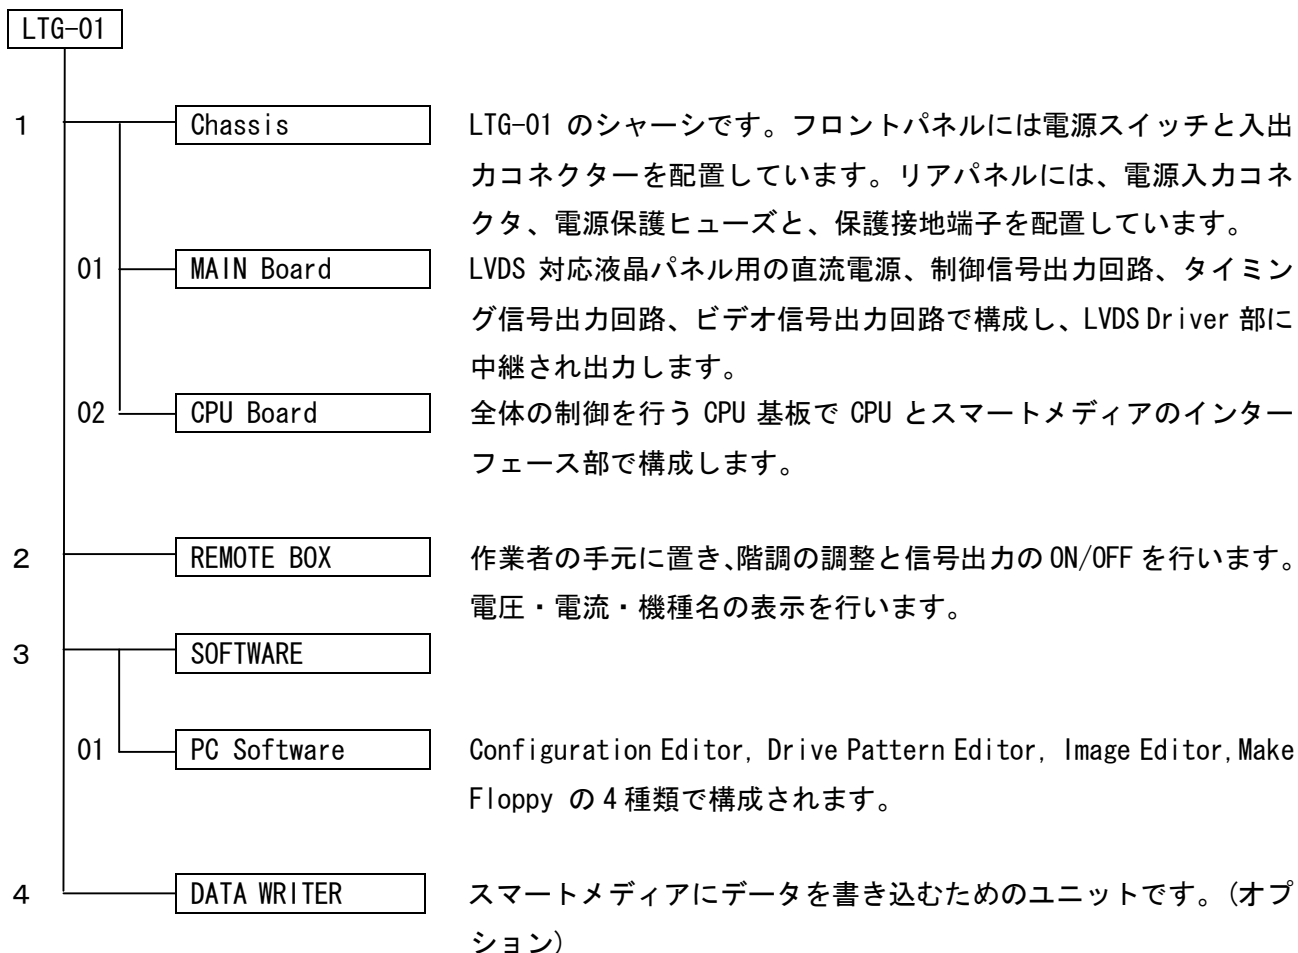 LTG-01
1 Chassis LTG-01 のシャーシです。フロントパネルには電源スイッチと入出
力コネクターを配置しています。リアパネルには、電源入力コネ
クタ、電源保護ヒューズと、保護接地端子を配置しています。
01 MAIN Board LVDS 対応液晶パネル用の直流電源、制御信号出力回路、タイミン
グ信号出力回路、ビデオ信号出力回路で構成し、LVDS Driver 部に
中継され出力します。
02 CPU Board 全体の制御を行う CPU 基板で CPU とスマートメディアのインター
フェース部で構成します。
2 REMOTE BOX 作業者の手元に置き、階調の調整と信号出力の ON/OFF を行います。
電圧・電流・機種名の表示を行います。
3 SOFTWARE
01 PC Software Configuration Editor, Drive Pattern Editor, Image Editor, Make
Floppy の 4 種類で構成されます。
4 DATA WRITER スマートメディアにデータを書き込むためのユニットです。(オプ
ション)